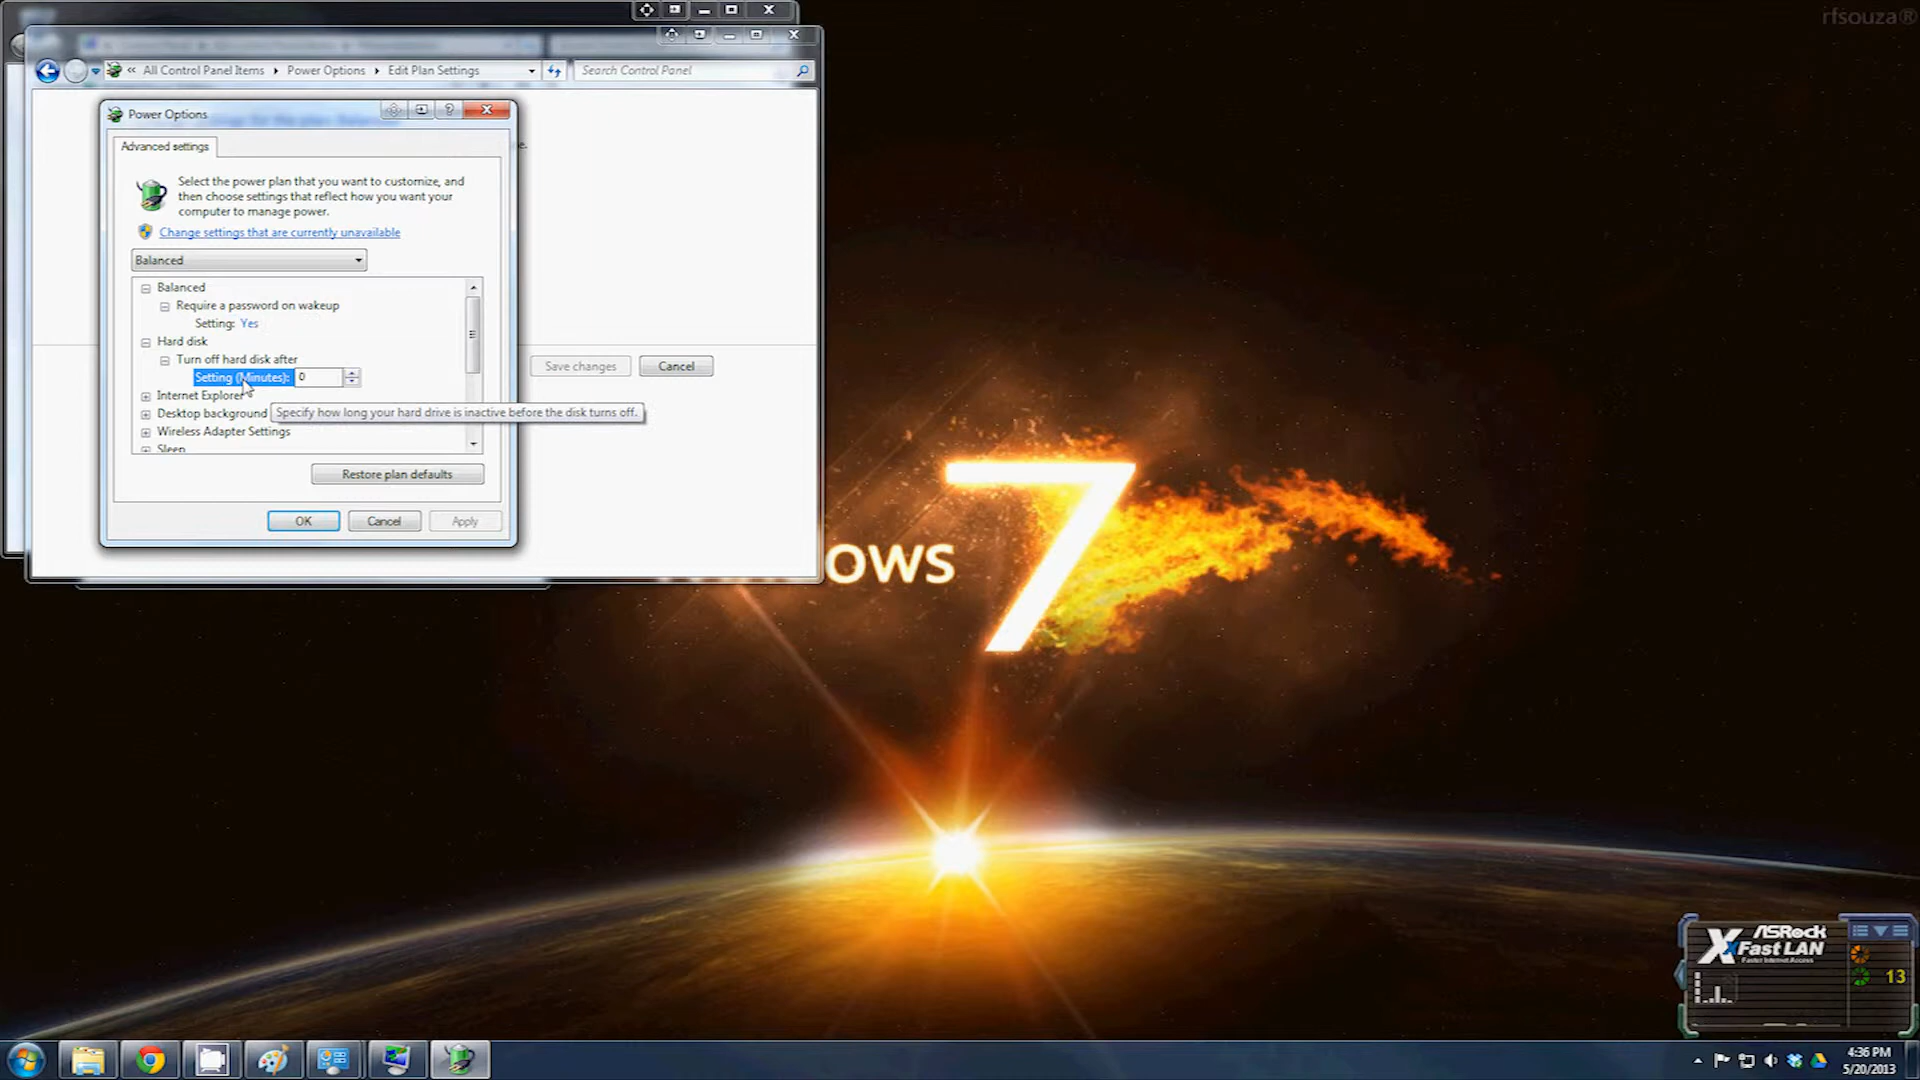 rfsouza®
« All Control Panel Items ▸ Power Options ▸ Edit Plan Settings
Search Control Panel
Power Options
Advanced settings
Select the power plan that you want to customize, and
then choose settings that reflect how you want your
computer to manage power.
Change settings that are currently unavailable
Balanced
Balanced
Require a password on wakeup
Setting: Yes
Hard disk
Turn off hard disk after
Setting (Minutes): 0
Internet Explorer
Desktop background
Specify how long your hard drive is inactive before the disk turns off.
Wireless Adapter Settings
Sleep
Restore plan defaults
OK
Cancel
Apply
Save changes
Cancel
ows
7
ASRock
XFast LAN
Faster Internet Access
13
4:36 PM
5/20/2013